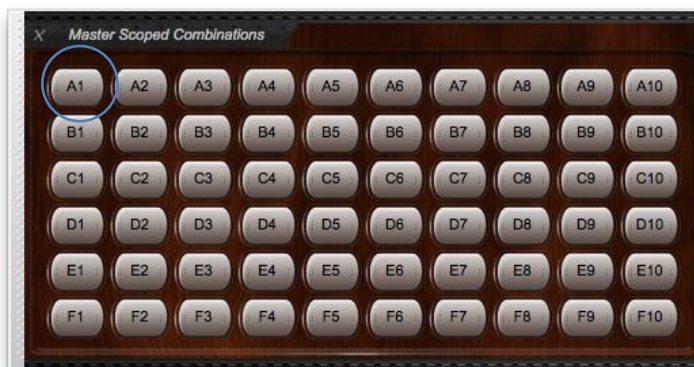 X Master Scoped Combinations
A1 A2 A3 A4 A5 A6 A7 A8 A9 A10
B1 B2 B3 B4 B5 B6 B7 B8 B9 B10
C1 C2 C3 C4 C5 C6 C7 C8 C9 C10
D1 D2 D3 D4 D5 D6 D7 D8 D9 D10
E1 E2 E3 E4 E5 E6 E7 E8 E9 E10
F1 F2 F3 F4 F5 F6 F7 F8 F9 F10